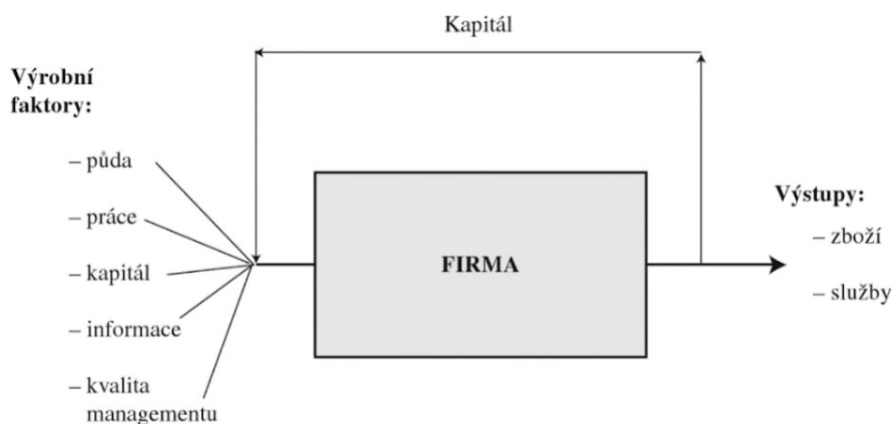 Kapitál
Výrobní
faktory:
– půda
– práce
– kapitál
– informace
– kvalita
managementu
FIRMA
Výstupy:
– zboží
– služby